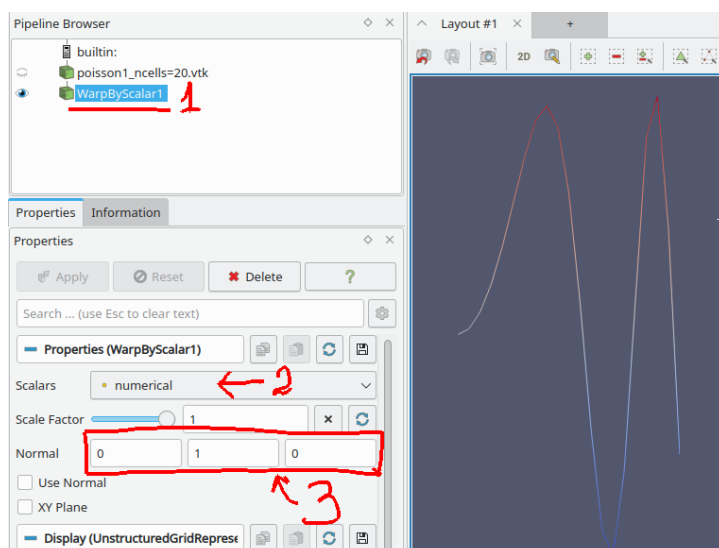 Pipeline Browser
Layout #1
+
builtin:
poisson1_ncells=20.vtk
WarpByScalar1
1
2D
Properties Information
Properties
Apply Reset Delete ?
Search ... (use Esc to clear text)
Properties (WarpByScalar1)
Scalars numerical
2
Scale Factor 1
Normal 0 1 0
3
Use Normal
XY Plane
Display (UnstructuredGridReprese